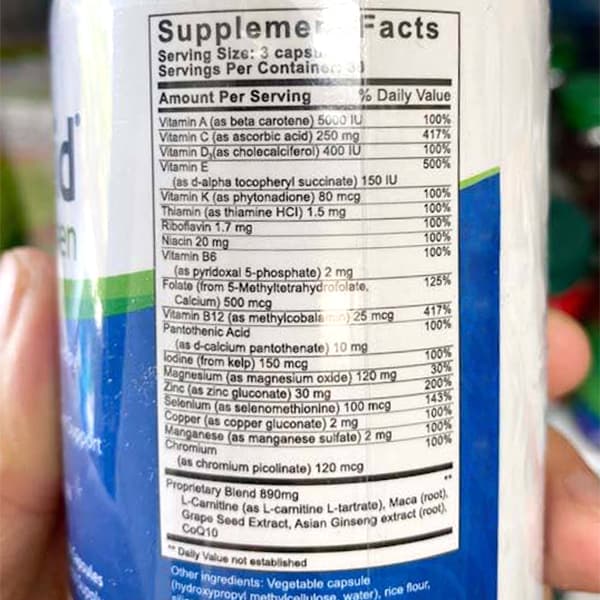 Supplement Facts
Serving Size: 3 caps
Servings Per Container: 30
Amount Per Serving % Daily Value
Vitamin A (as beta carotene) 5000 IU 100%
Vitamin C (as ascorbic acid) 250 mg 417%
Vitamin D3(as cholecalciferol) 400 IU 100%
Vitamin E 500%
(as d-alpha tocopheryl succinate) 150 IU
Vitamin K (as phytonadione) 80 mcg 100%
Thiamin (as thiamine HCl) 1.5 mg 100%
Riboflavin 1.7 mg 100%
Niacin 20 mg 100%
Vitamin B6 100%
(as pyridoxal 5-phosphate) 2 mg
Folate (from 5-Methyltetrahydrofolate, 125%
Calcium) 500 mcg
Vitamin B12 (as methylcobalamin) 25 mcg 417%
Pantothenic Acid 100%
(as d-calcium pantothenate) 10 mg
Iodine (from kelp) 150 mcg 100%
Magnesium (as magnesium oxide) 120 mg 30%
Zinc (as zinc gluconate) 30 mg 200%
Selenium (as selenomethionine) 100 mcg 143%
Copper (as copper gluconate) 2 mg 100%
Manganese (as manganese sulfate) 2 mg 100%
Chromium 100%
(as chromium picolinate) 120 mcg
Proprietary Blend 890mg **
L-Carnitine (as L-carnitine L-tartrate), Maca (root),
Grape Seed Extract, Asian Ginseng extract (root),
CoQ10
** Daily Value not established
Other ingredients: Vegetable capsule
(hydroxypropyl methylcellulose, water), rice flour,